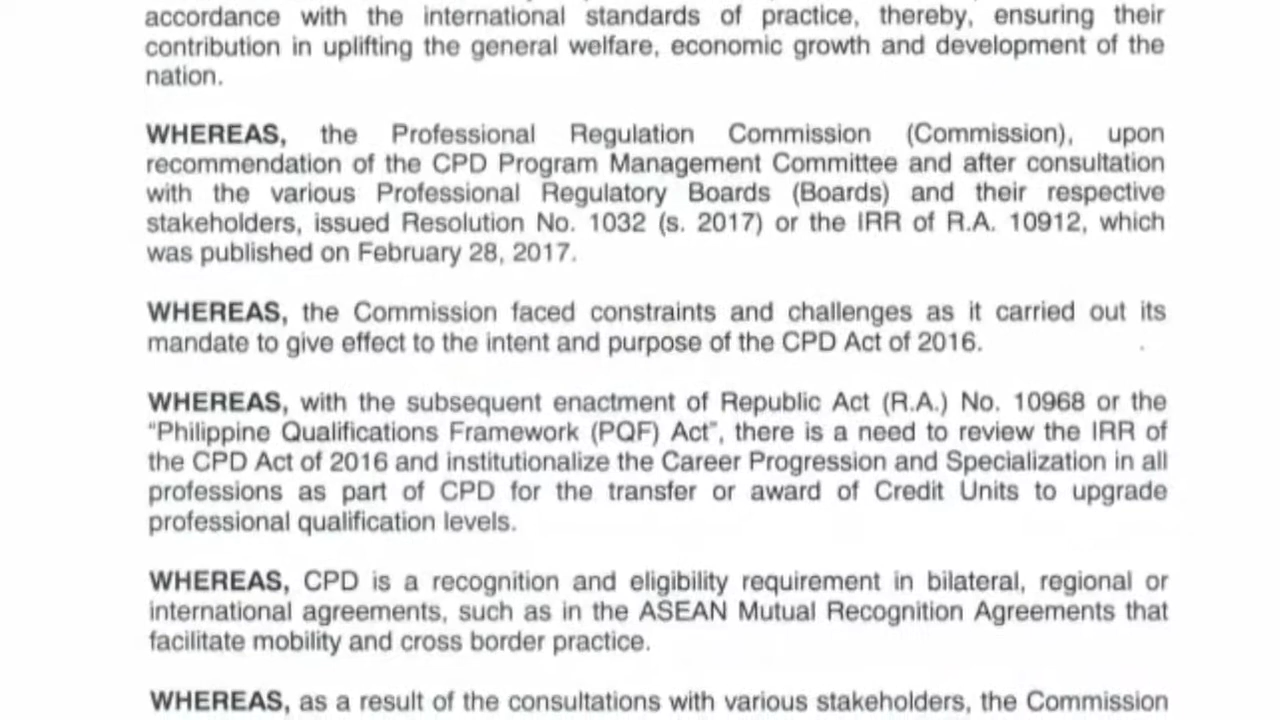 accordance with the international standards of practice, thereby, ensuring their
contribution in uplifting the general welfare, economic growth and development of the
nation.
WHEREAS, the Professional Regulation Commission (Commission), upon
recommendation of the CPD Program Management Committee and after consultation
with the various Professional Regulatory Boards (Boards) and their respective
stakeholders, issued Resolution No. 1032 (s. 2017) or the IRR of R.A. 10912, which
was published on February 28, 2017.
WHEREAS, the Commission faced constraints and challenges as it carried out its
mandate to give effect to the intent and purpose of the CPD Act of 2016.
WHEREAS, with the subsequent enactment of Republic Act (R.A.) No. 10968 or the
“Philippine Qualifications Framework (PQF) Act”, there is a need to review the IRR of
the CPD Act of 2016 and institutionalize the Career Progression and Specialization in all
professions as part of CPD for the transfer or award of Credit Units to upgrade
professional qualification levels.
WHEREAS, CPD is a recognition and eligibility requirement in bilateral, regional or
international agreements, such as in the ASEAN Mutual Recognition Agreements that
facilitate mobility and cross border practice.
WHEREAS, as a result of the consultations with various stakeholders, the Commission